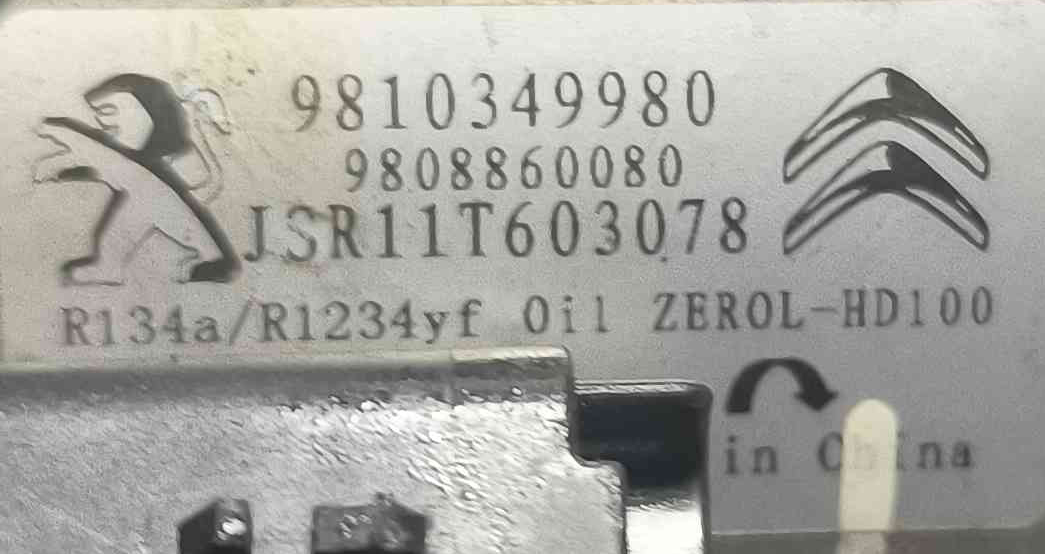 9810349980
9808860080
JSR11T603078
R134a/R1234yf Oil ZEROL-HD100
in China